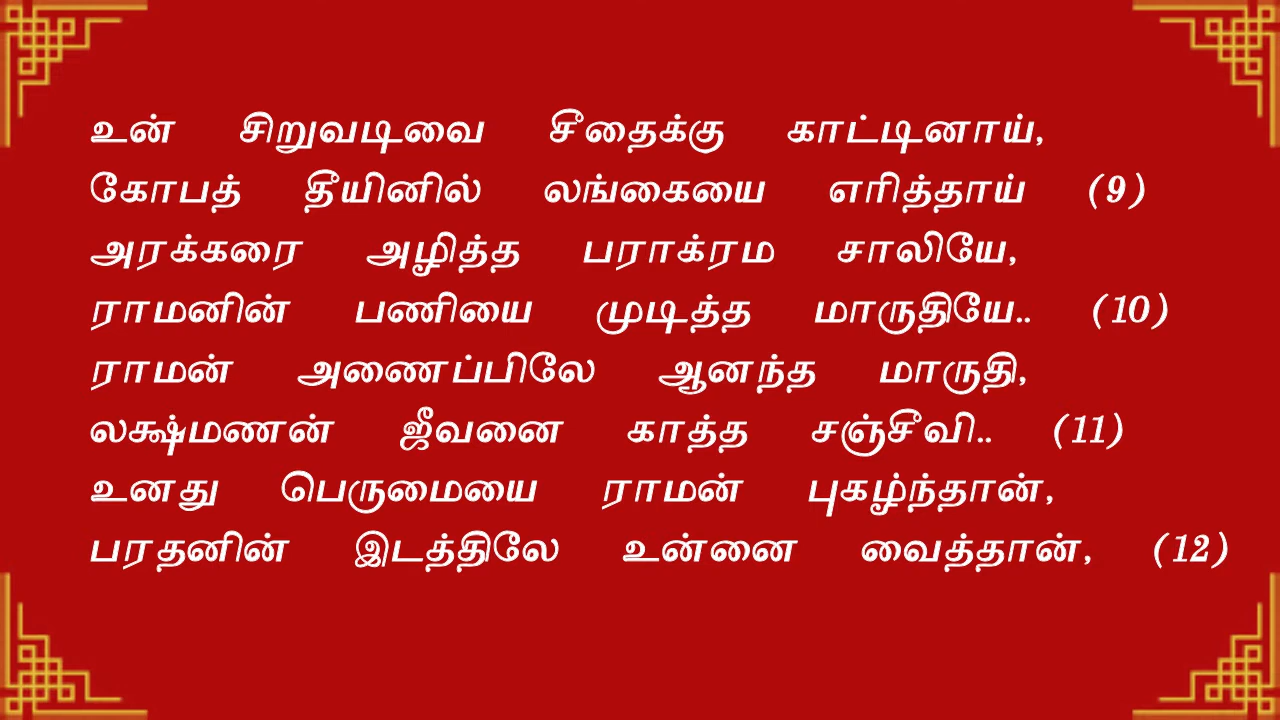 உன் சிறுவடிவை சீதைக்கு காட்டினாய்,
கோபத் தீயினில் லங்கையை எரித்தாய் (9)
அரக்கரை அழித்த பராக்ரம சாலியே,
ராமனின் பணியை முடித்த மாருதியே.. (10)
ராமன் அணைப்பிலே ஆனந்த மாருதி,
லக்ஷ்மணன் ஜீவனை காத்த சஞ்சீவி.. (11)
உனது பெருமையை ராமன் புகழ்ந்தான்,
பரதனின் இடத்திலே உன்னை வைத்தான், (12)